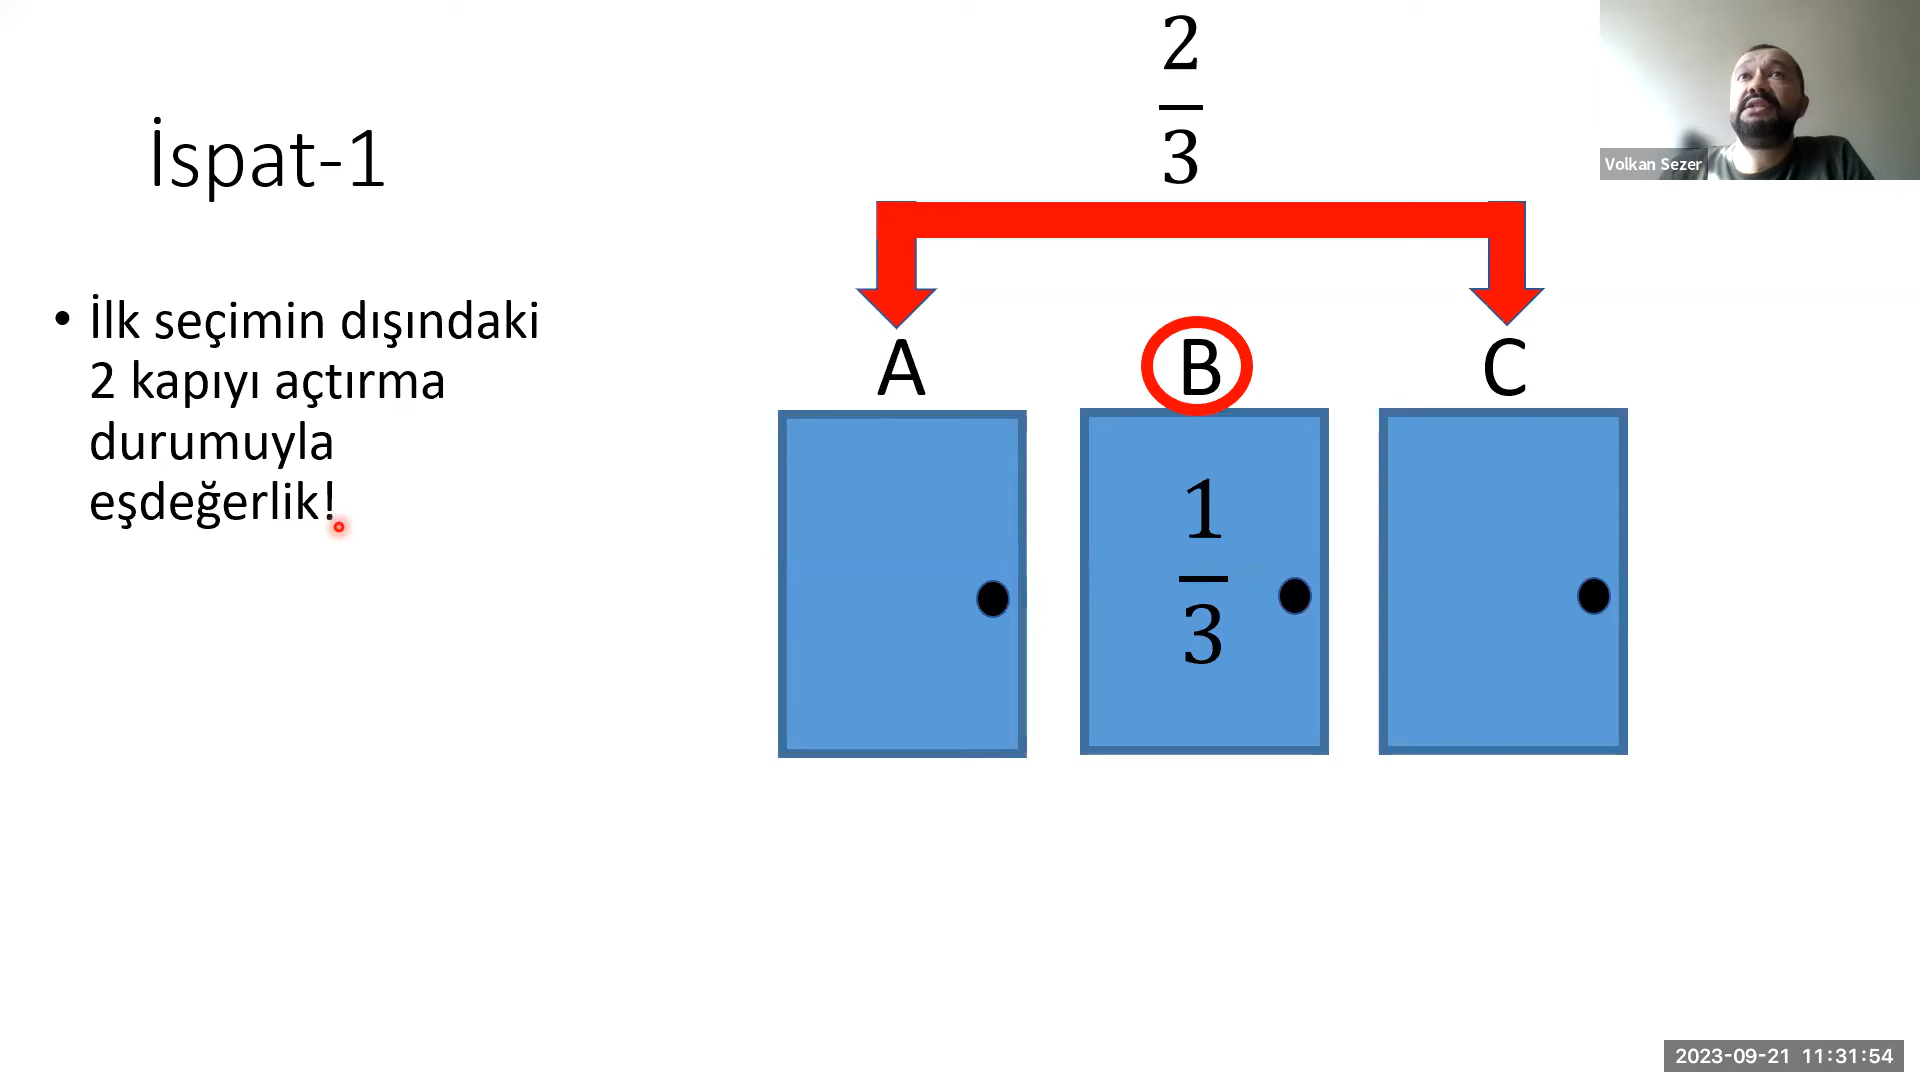 İspat-1
• İlk seçimin dışındaki
2 kapıyı açtırma
durumuyla
eşdeğerlik!
2
3
A
B
C
1
3
Volkan Sezer
2023-09-21 11:31:54